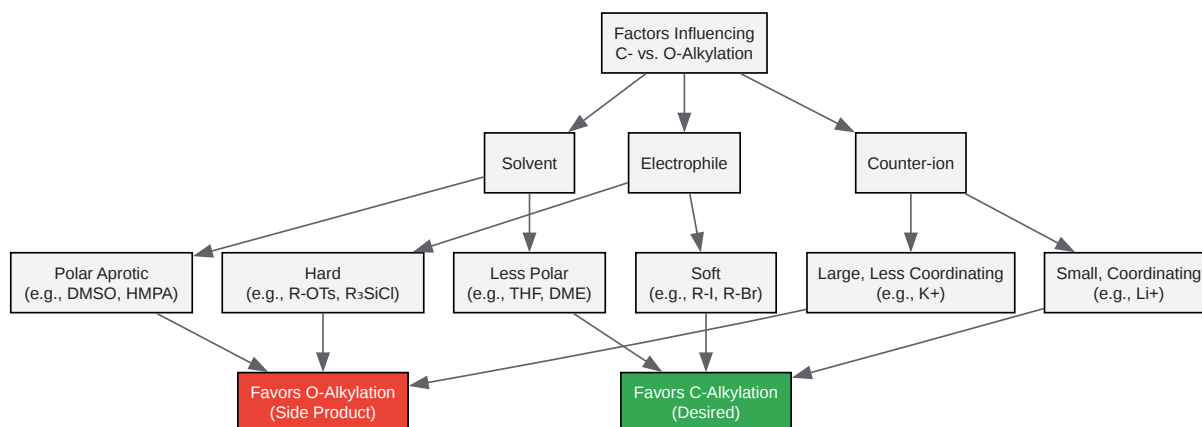 Factors Influencing
C- vs. O-Alkylation
Solvent
Electrophile
Counter-ion
Polar Aprotic
(e.g., DMSO, HMPA)
Hard
(e.g., R-OTs, R₃SiCl)
Less Polar
(e.g., THF, DME)
Soft
(e.g., R-I, R-Br)
Large, Less Coordinating
(e.g., K+)
Small, Coordinating
(e.g., Li+)
Favors O-Alkylation
(Side Product)
Favors C-Alkylation
(Desired)